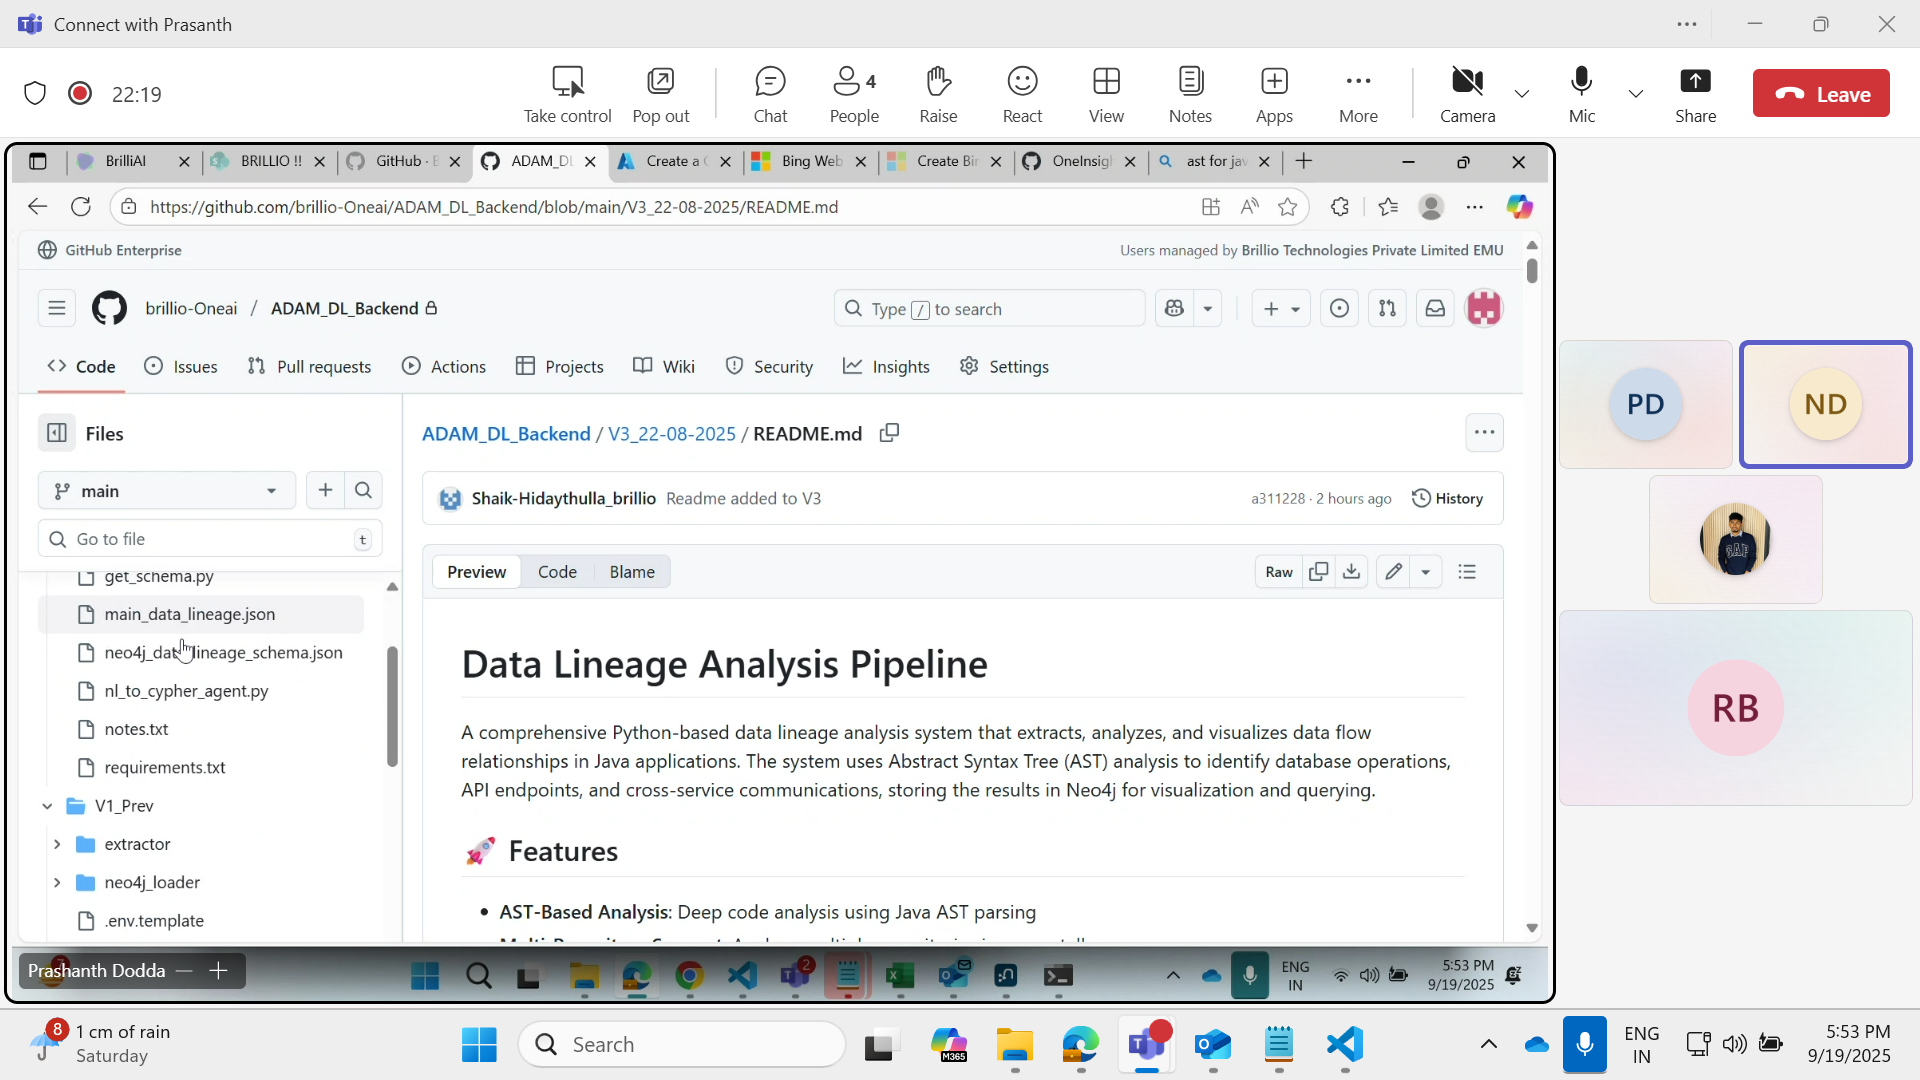 Connect with Prasanth
22:19
Take control
Pop out
Chat
4
People
Raise
React
View
Notes
Apps
More
Camera
Mic
Share
Leave
BrilliAI
BRILLIO !!
GitHub
ADAM_DL
Create a
Bing Web
Create Bin
OneInsigh
ast for jav
https://github.com/brillio-Oneai/ADAM_DL_Backend/blob/main/V3_22-08-2025/README.md
GitHub Enterprise
Users managed by Brillio Technologies Private Limited EMU
brillio-Oneai / ADAM_DL_Backend
Type / to search
Code
Issues
Pull requests
Actions
Projects
Wiki
Security
Insights
Settings
Files
main
Go to file
t
get_schema.py
main_data_lineage.json
neo4j_data_lineage_schema.json
nl_to_cypher_agent.py
notes.txt
requirements.txt
V1_Prev
extractor
neo4j_loader
.env.template
ADAM_DL_Backend / V3_22-08-2025 / README.md
Shaik-Hidaythulla_brillio Readme added to V3
a311228 · 2 hours ago
History
Preview
Code
Blame
Raw
Data Lineage Analysis Pipeline
A comprehensive Python-based data lineage analysis system that extracts, analyzes, and visualizes data flow
relationships in Java applications. The system uses Abstract Syntax Tree (AST) analysis to identify database operations,
API endpoints, and cross-service communications, storing the results in Neo4j for visualization and querying.
🚀 Features
• AST-Based Analysis: Deep code analysis using Java AST parsing
PD
ND
GAP
RB
Prashanth Dodda
2
ENG
IN
5:53 PM
9/19/2025
8
1 cm of rain
Saturday
Search
M365
ENG
IN
5:53 PM
9/19/2025